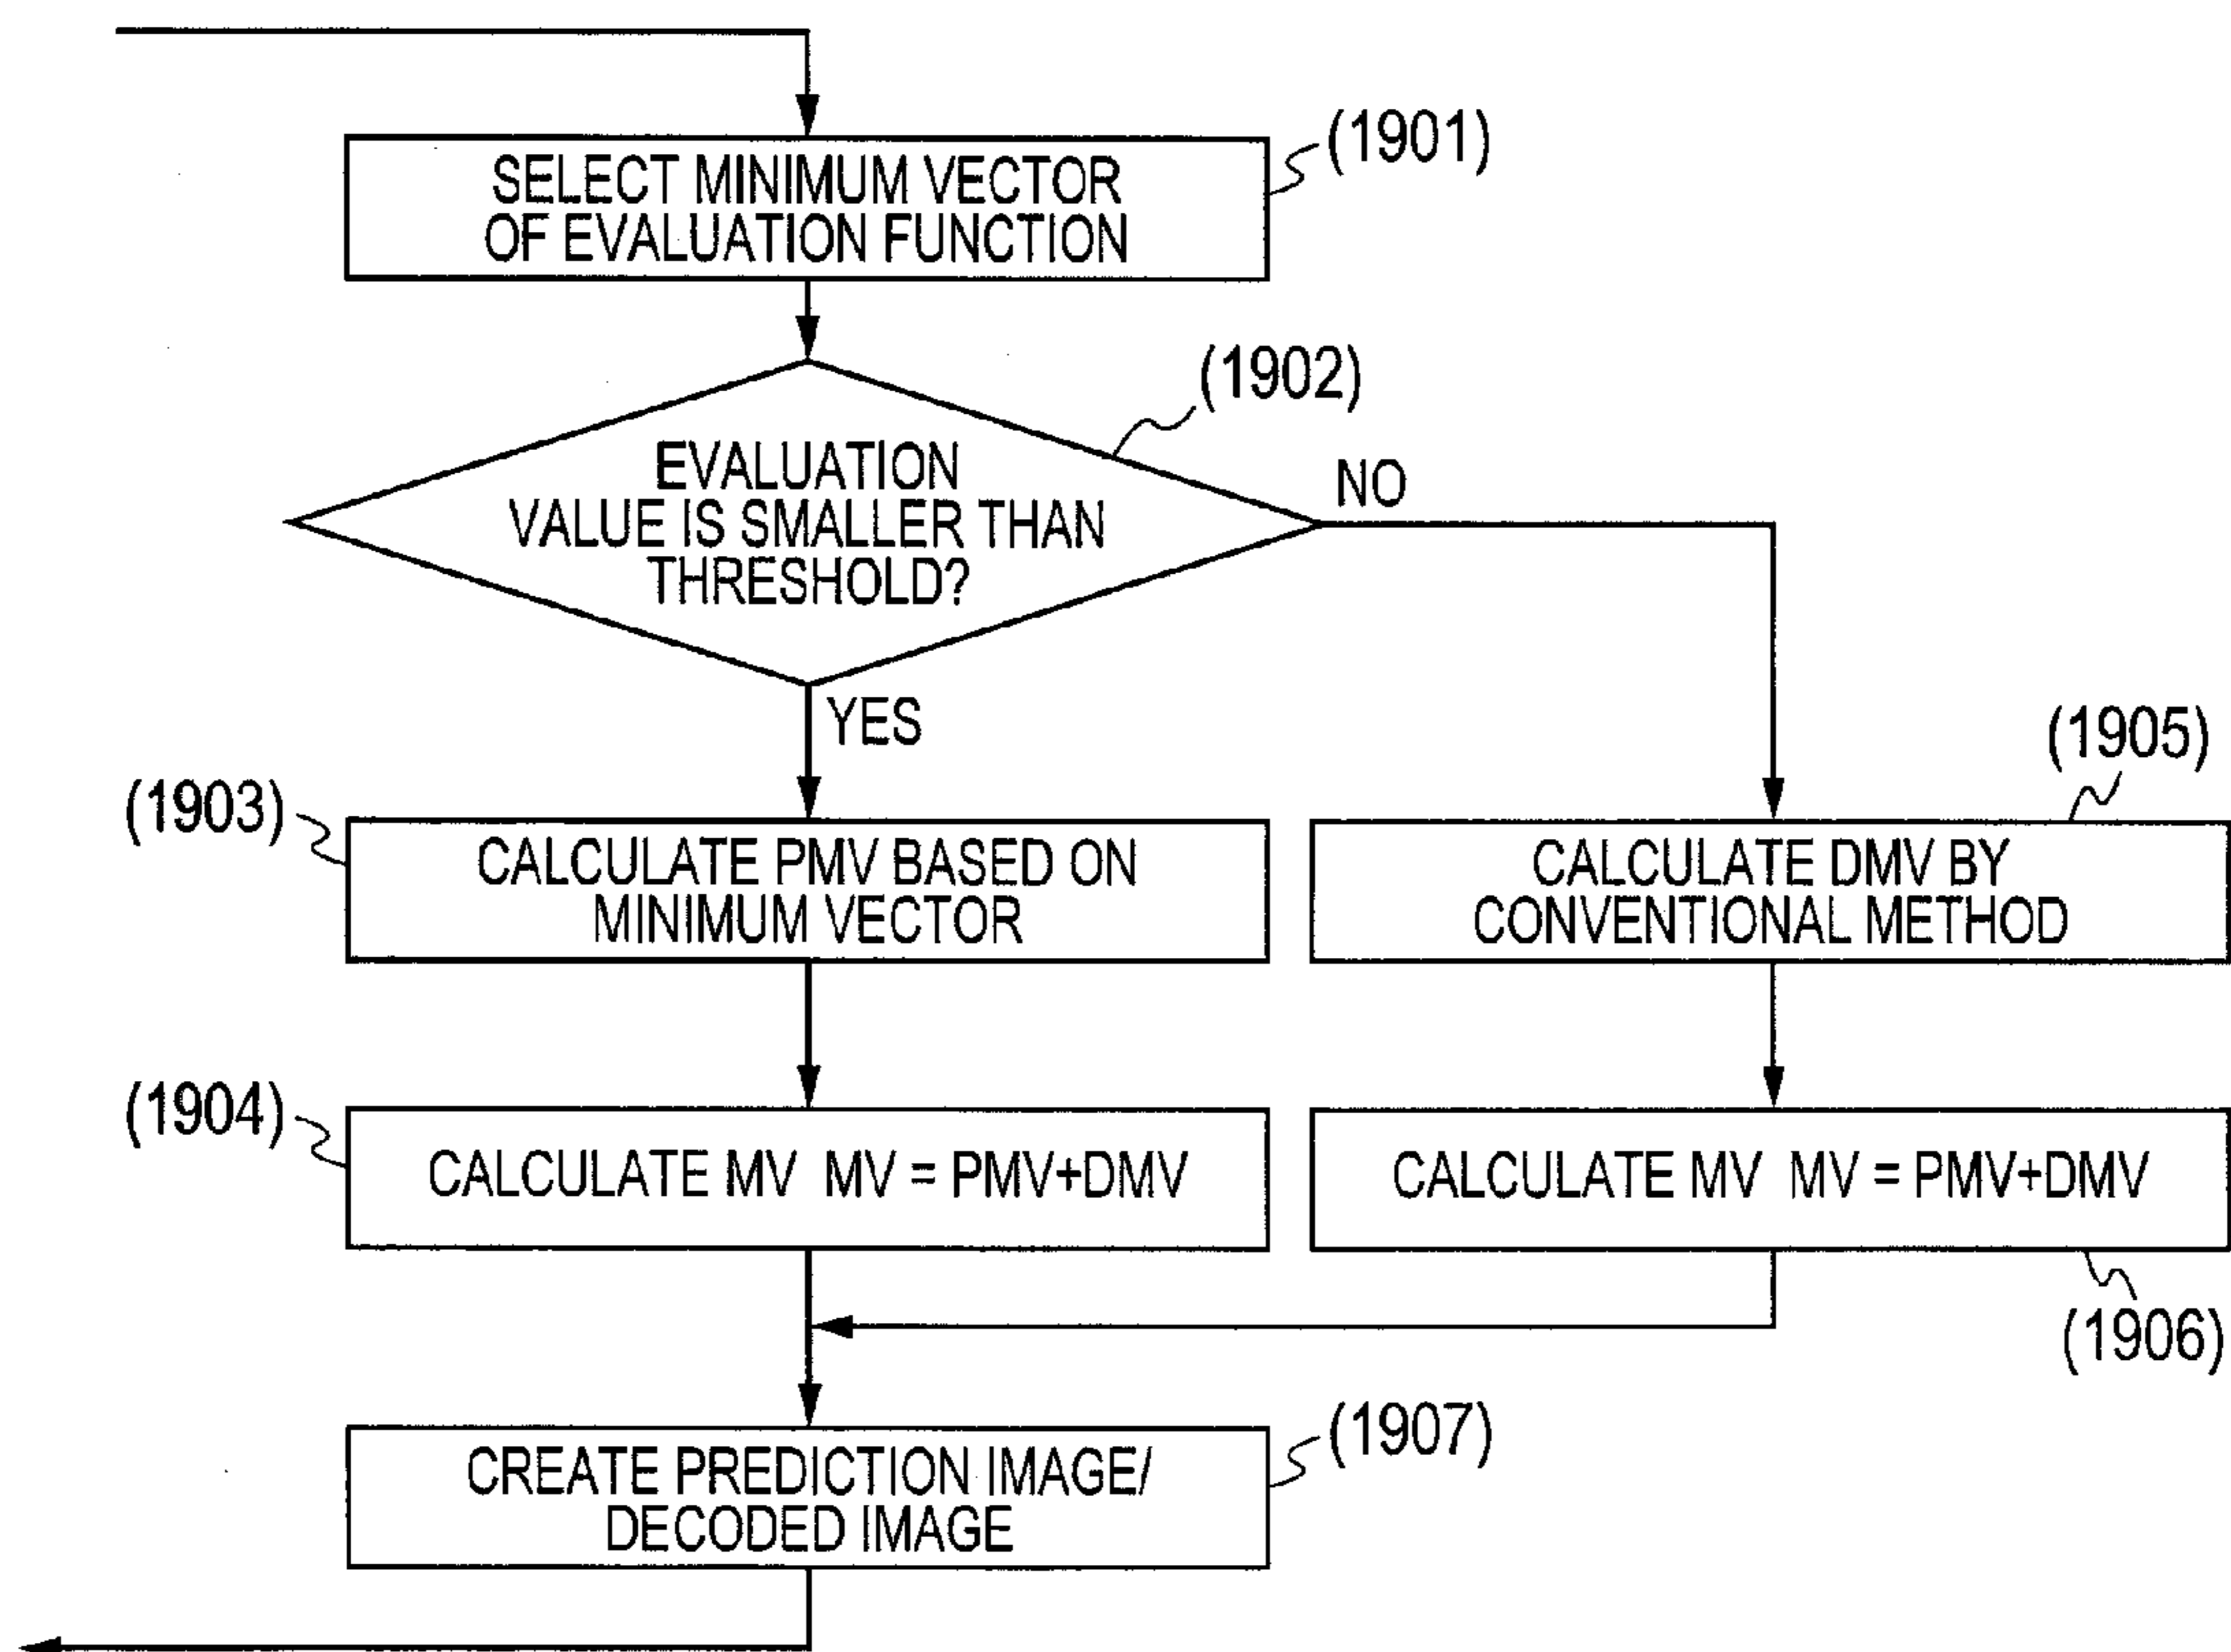 (1901)
SELECT MINIMUM VECTOR
OF EVALUATION FUNCTION
(1902)
EVALUATION
VALUE IS SMALLER THAN
THRESHOLD?
NO
YES
(1903)
CALCULATE PMV BASED ON
MINIMUM VECTOR
(1905)
CALCULATE DMV BY
CONVENTIONAL METHOD
(1904)
CALCULATE MV MV = PMV+DMV
CALCULATE MV MV = PMV+DMV
(1906)
(1907)
CREATE PREDICTION IMAGE/
DECODED IMAGE